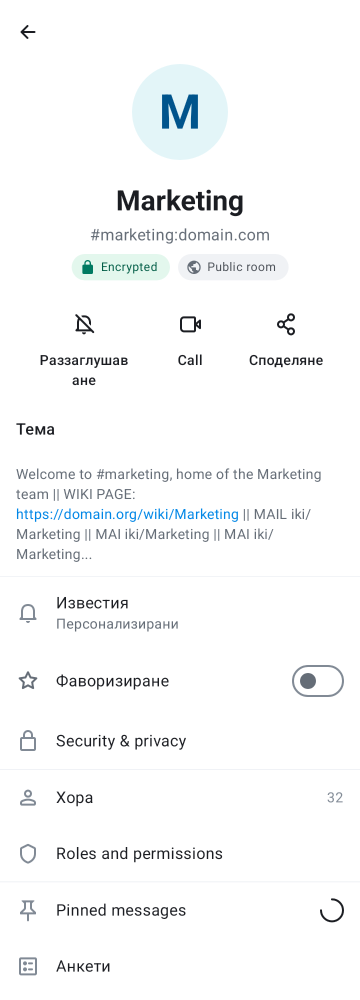 M
Marketing
#marketing:domain.com
Encrypted
Public room
Раззаглушав
ане
Call
Споделяне
Тема
Welcome to #marketing, home of the Marketing
team || WIKI PAGE:
https://domain.org/wiki/Marketing || MAIL iki/
Marketing || MAI iki/Marketing || MAI iki/
Marketing...
Известия
Персонализирани
Фаворизиране
Security & privacy
Хора
32
Roles and permissions
Pinned messages
Анкети